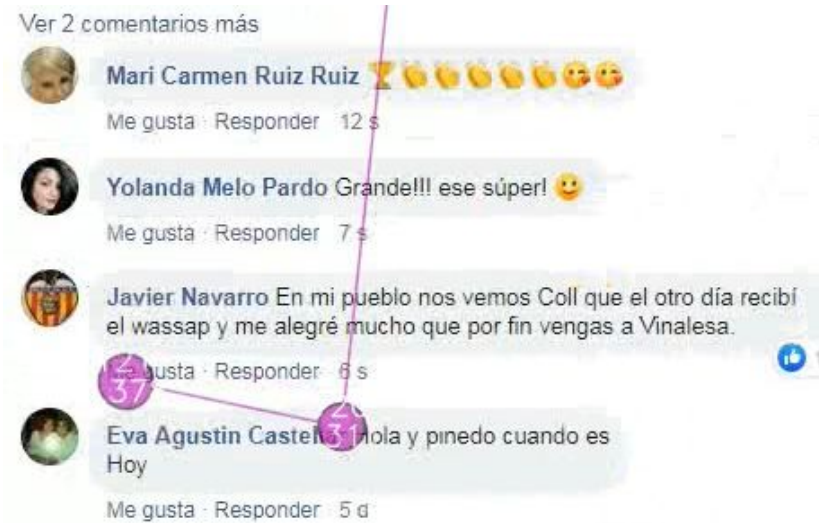 Ver 2 comentarios más
Mari Carmen Ruiz Ruiz 🏆👏👏👏👏👏😘😘
Me gusta · Responder 12 s
Yolanda Melo Pardo Grande!!! ese súper! 🙂
Me gusta · Responder 7 s
Javier Navarro En mi pueblo nos vemos Coll que el otro día recibí
el wassap y me alegré mucho que por fin vengas a Vinalesa.
gusta · Responder 6 s
37
Eva Agustin Hola y pinedo cuando es
31
Hoy
Me gusta · Responder 5 d